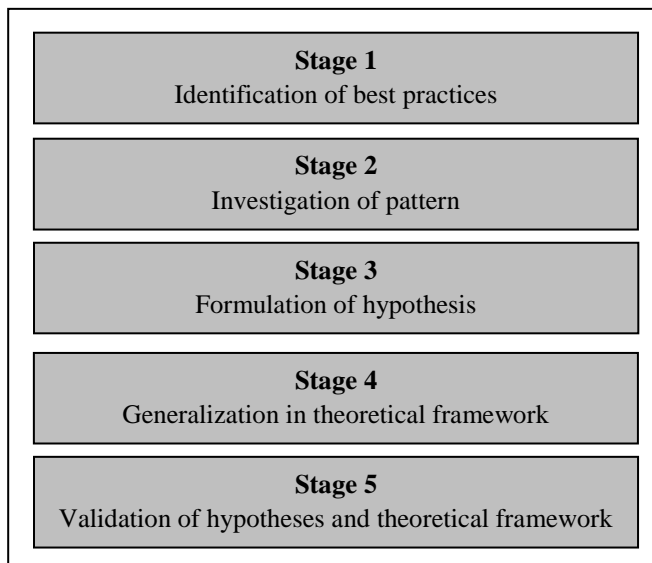 Stage 1
Identification of best practices
Stage 2
Investigation of pattern
Stage 3
Formulation of hypothesis
Stage 4
Generalization in theoretical framework
Stage 5
Validation of hypotheses and theoretical framework